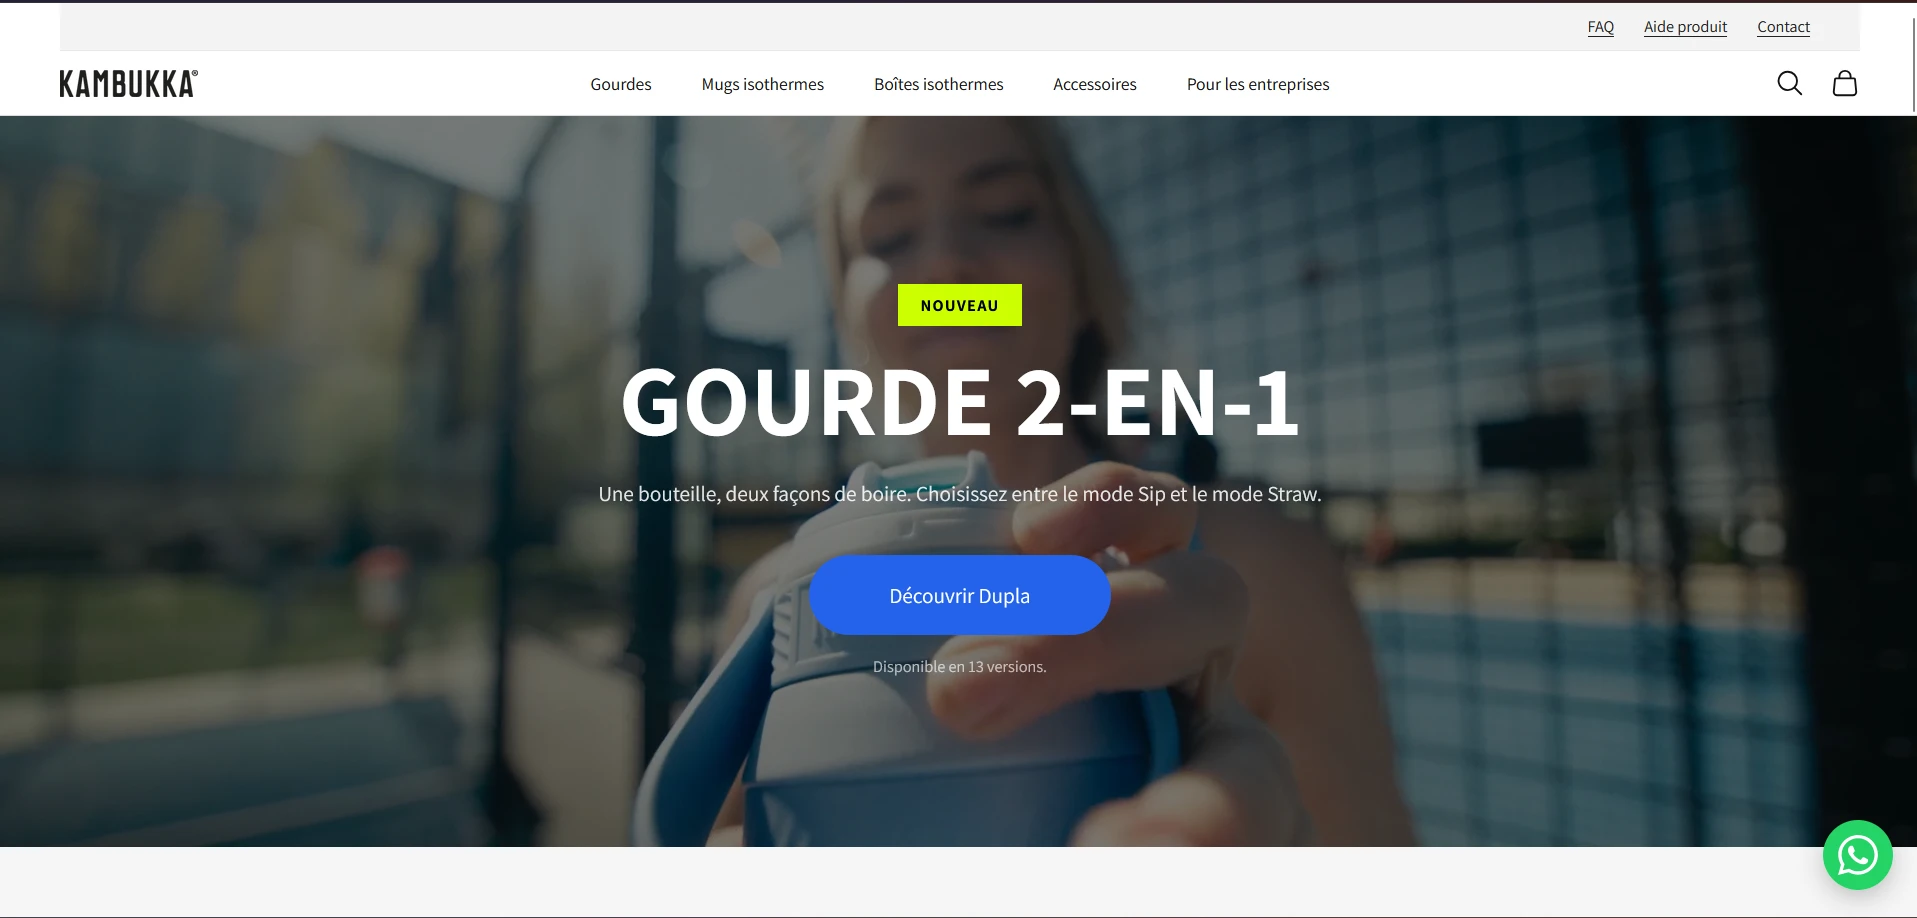 FAQ Aide produit Contact
KAMBUKKA®
Gourdes Mugs isothermes Boîtes isothermes Accessoires Pour les entreprises
NOUVEAU
GOURDE 2-EN-1
Une bouteille, deux façons de boire. Choisissez entre le mode Sip et le mode Straw.
Découvrir Dupla
Disponible en 13 versions.